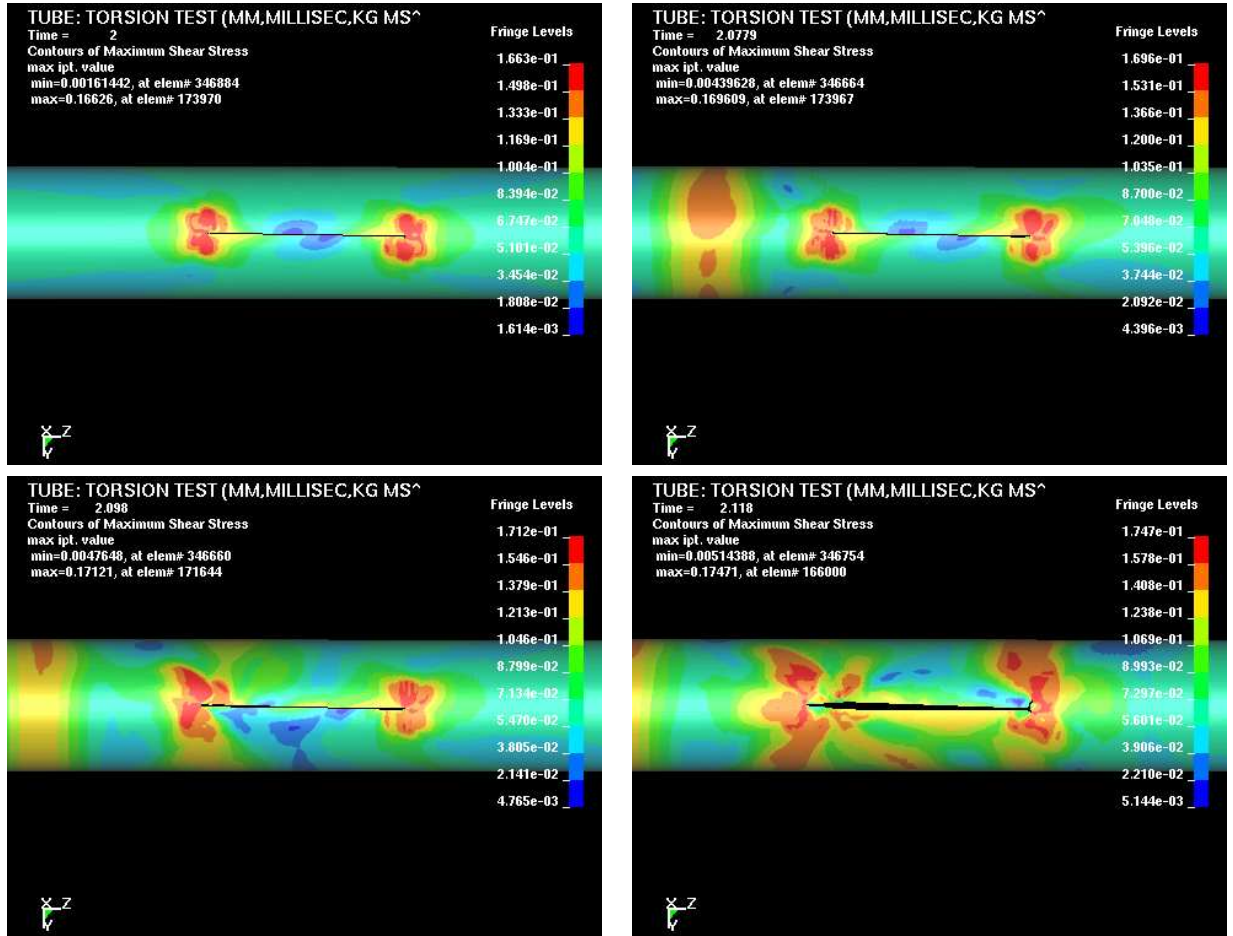 TUBE: TORSION TEST (MM,MILLISEC,KG MS^
Time = 2
Contours of Maximum Shear Stress
max ipt. value
min=0.00161442, at elem# 346884
max=0.16626, at elem# 173970
Fringe Levels
1.663e-01
1.498e-01
1.333e-01
1.169e-01
1.004e-01
8.394e-02
6.747e-02
5.101e-02
3.454e-02
1.808e-02
1.614e-03
X Z
Y
TUBE: TORSION TEST (MM,MILLISEC,KG MS^
Time = 2.0779
Contours of Maximum Shear Stress
max ipt. value
min=0.00439628, at elem# 346664
max=0.169609, at elem# 173967
Fringe Levels
1.696e-01
1.531e-01
1.366e-01
1.200e-01
1.035e-01
8.700e-02
7.048e-02
5.396e-02
3.744e-02
2.092e-02
4.396e-03
X Z
Y
TUBE: TORSION TEST (MM,MILLISEC,KG MS^
Time = 2.098
Contours of Maximum Shear Stress
max ipt. value
min=0.0047648, at elem# 346660
max=0.17121, at elem# 171644
Fringe Levels
1.712e-01
1.546e-01
1.379e-01
1.213e-01
1.046e-01
8.799e-02
7.134e-02
5.470e-02
3.805e-02
2.141e-02
4.765e-03
X Z
Y
TUBE: TORSION TEST (MM,MILLISEC,KG MS^
Time = 2.118
Contours of Maximum Shear Stress
max ipt. value
min=0.00514388, at elem# 346754
max=0.17471, at elem# 166000
Fringe Levels
1.747e-01
1.578e-01
1.408e-01
1.238e-01
1.069e-01
8.993e-02
7.297e-02
5.601e-02
3.906e-02
2.210e-02
5.144e-03
X Z
Y